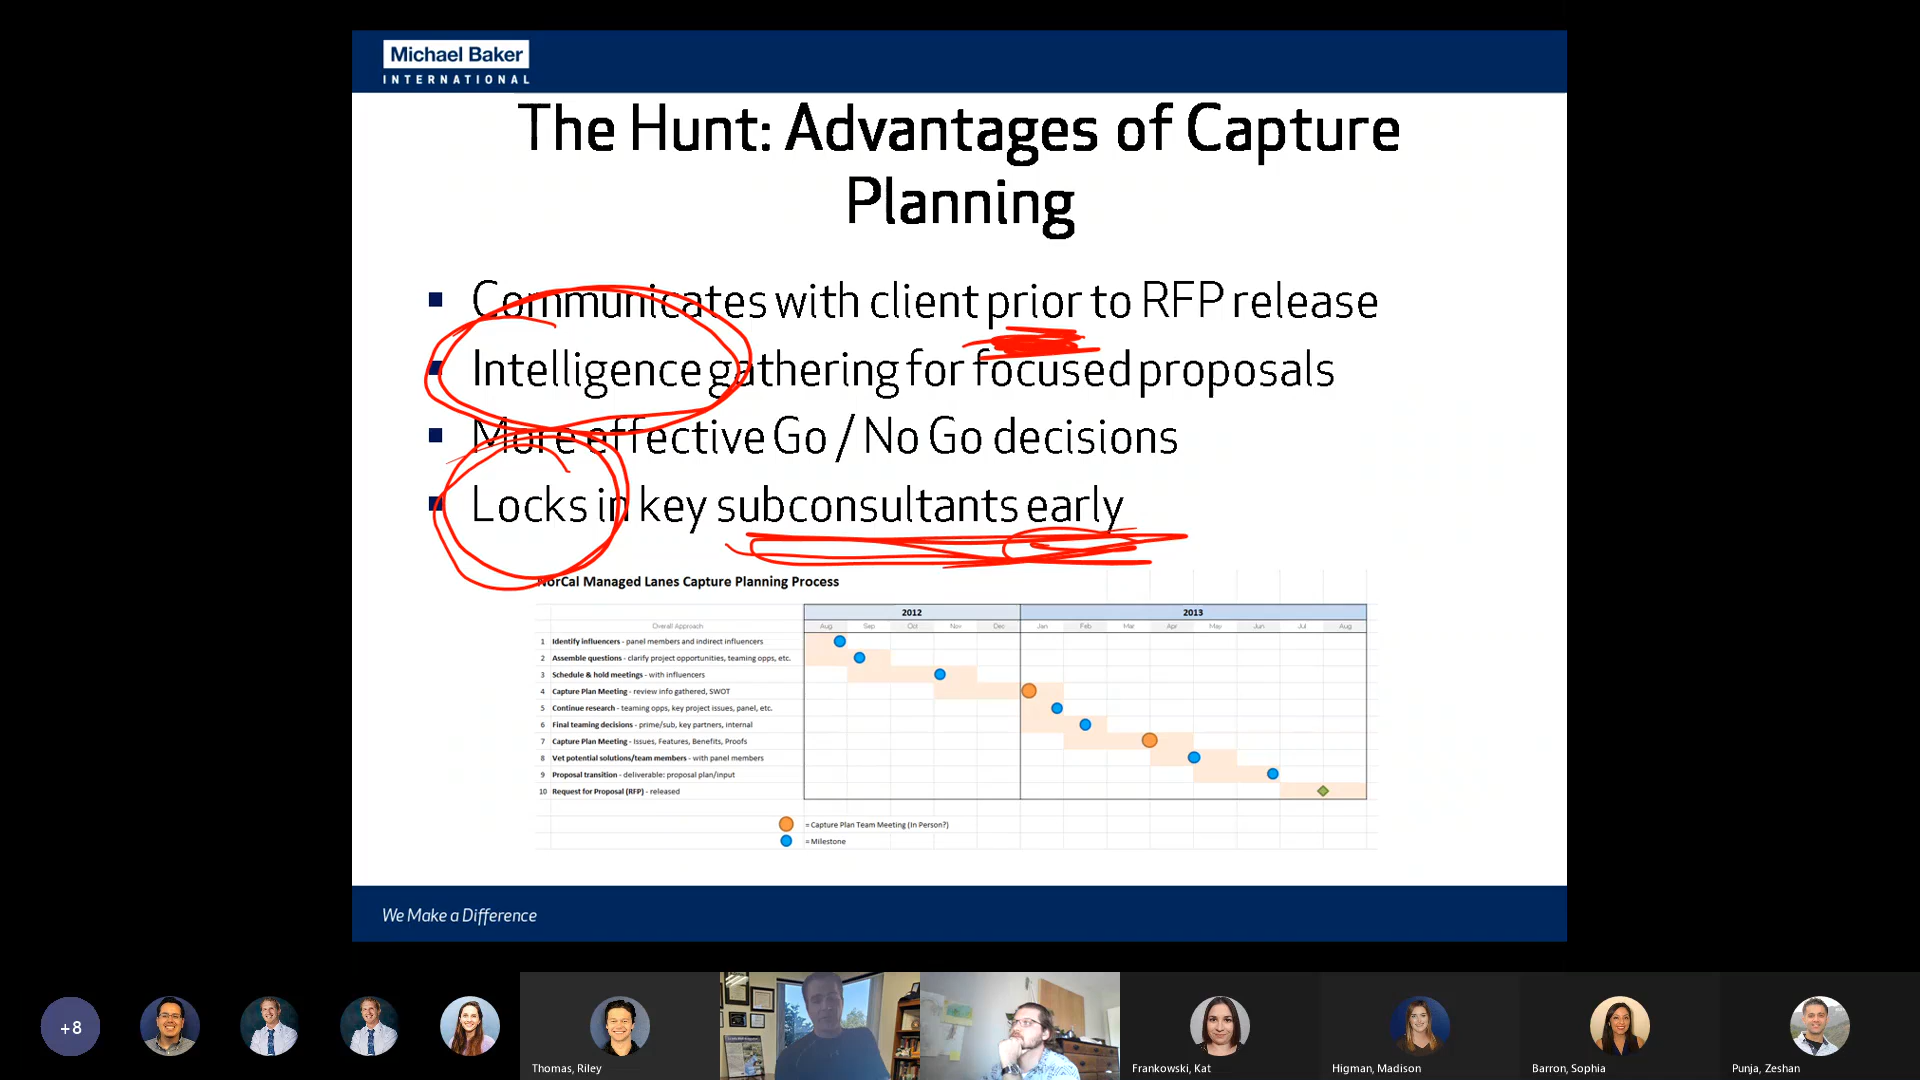 Michael Baker
INTERNATIONAL
The Hunt: Advantages of Capture
Planning
Communicates with client prior to RFP release
Intelligence gathering for focused proposals
More effective Go / No Go decisions
Locks in key subconsultants early
NorCal Managed Lanes Capture Planning Process
2012 2013
Overall Approach Aug Sep Oct Nov Dec Jan Feb Mar Apr May Jun Jul Aug
1 Identify influencers - panel members and indirect influencers
2 Assemble questions - clarify project opportunities, teaming opps, etc.
3 Schedule & hold meetings - with influencers
4 Capture Plan Meeting - review info gathered, SWOT
5 Continue research - teaming opps, key project issues, panel, etc.
6 Final teaming decisions - prime/sub, key partners, internal
7 Capture Plan Meeting - Issues, Features, Benefits, Proofs
8 Vet potential solutions/team members - with panel members
9 Proposal transition - deliverable: proposal plan/input
10 Request for Proposal (RFP) - released
= Capture Plan Team Meeting (In Person?)
= Milestone
We Make a Difference
+8
Thomas, Riley
Frankowski, Kat
Higman, Madison
Barron, Sophia
Punja, Zeshan